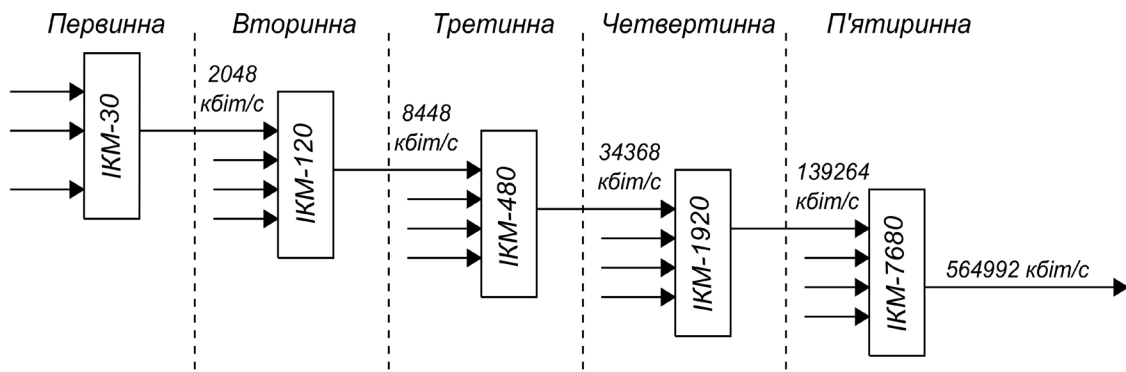 Первинна
Вторинна
Третинна
Четвертинна
П'ятиринна
2048
кбіт/с
8448
кбіт/с
34368
кбіт/с
139264
кбіт/с
564992 кбіт/с
ІКМ-30
ІКМ-120
ІКМ-480
ІКМ-1920
ІКМ-7680